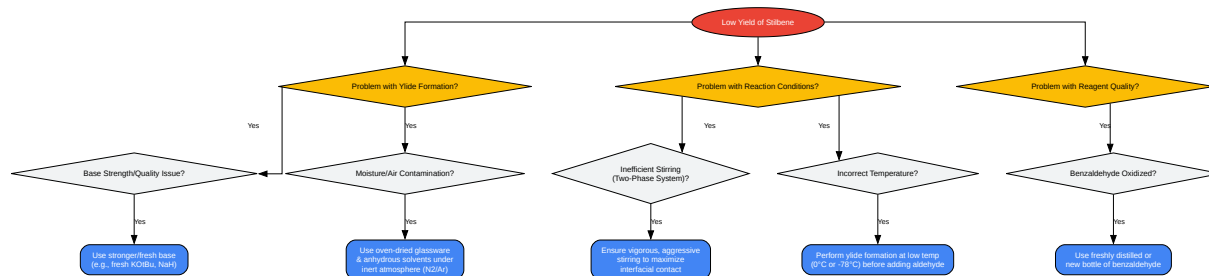 Low Yield of Stilbene
Problem with Ylide Formation?
Problem with Reaction Conditions?
Problem with Reagent Quality?
Yes
Yes
Yes
Yes
Yes
Base Strength/Quality Issue?
Moisture/Air Contamination?
Inefficient Stirring
(Two-Phase System)?
Incorrect Temperature?
Benzaldehyde Oxidized?
Yes
Yes
Yes
Yes
Yes
Use stronger/fresh base
(e.g., fresh KOtBu, NaH)
Use oven-dried glassware
& anhydrous solvents under
inert atmosphere (N2/Ar)
Ensure vigorous, aggressive
stirring to maximize
interfacial contact
Perform ylide formation at low temp
(0°C or -78°C) before adding aldehyde
Use freshly distilled or
new bottle of benzaldehyde